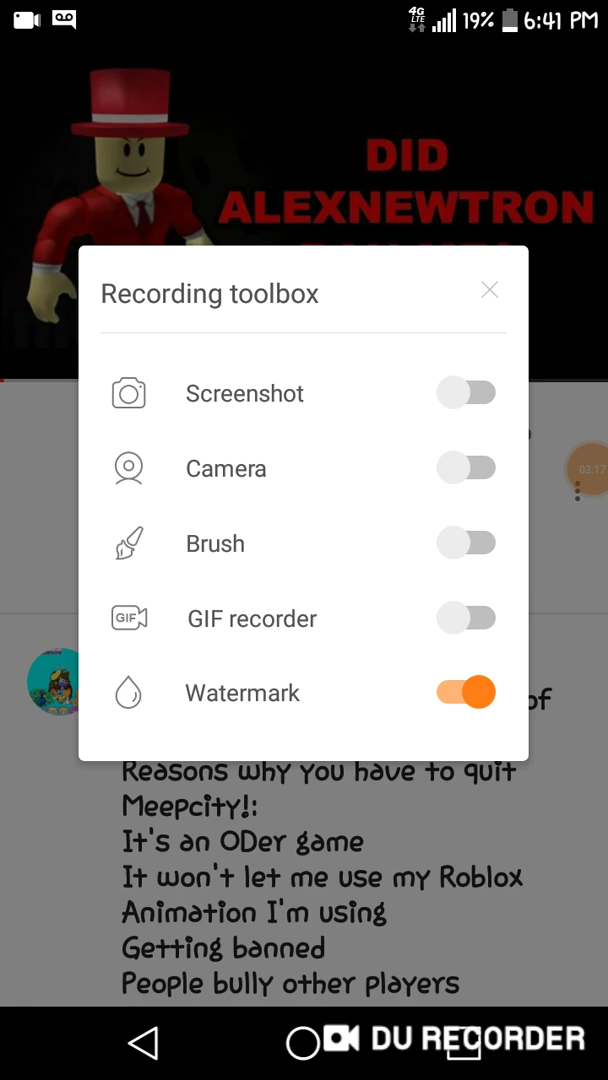 4G
LTE
19%
6:41 PM
DID
ALEXNEWTRON
Recording toolbox
Screenshot
Camera
03:17
Brush
GIF
GIF recorder
Watermark
of
Reasons why you have to quit
Meepcity!:
It's an ODer game
It won't let me use my Roblox
Animation I'm using
Getting banned
People bully other players
DU RECORDER